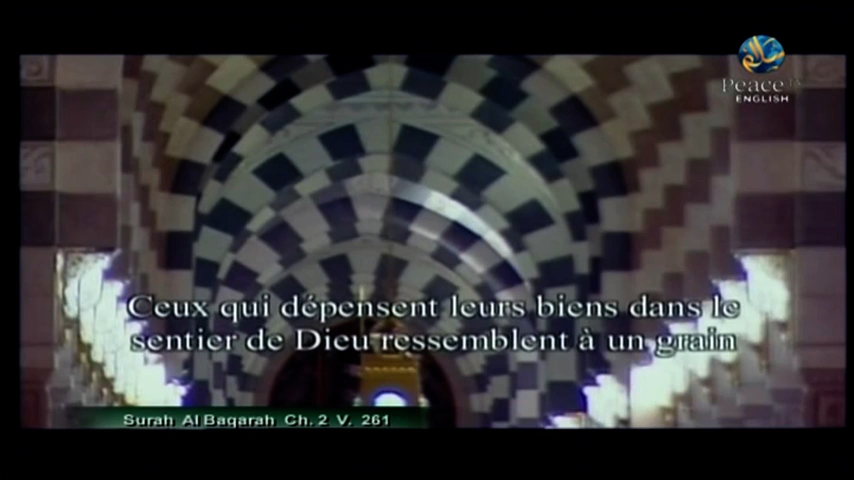 Peace TV
ENGLISH
Ceux qui dépensent leurs biens dans le
sentier de Dieu ressemblent à un grain
Surah Al Baqarah Ch. 2 V. 261